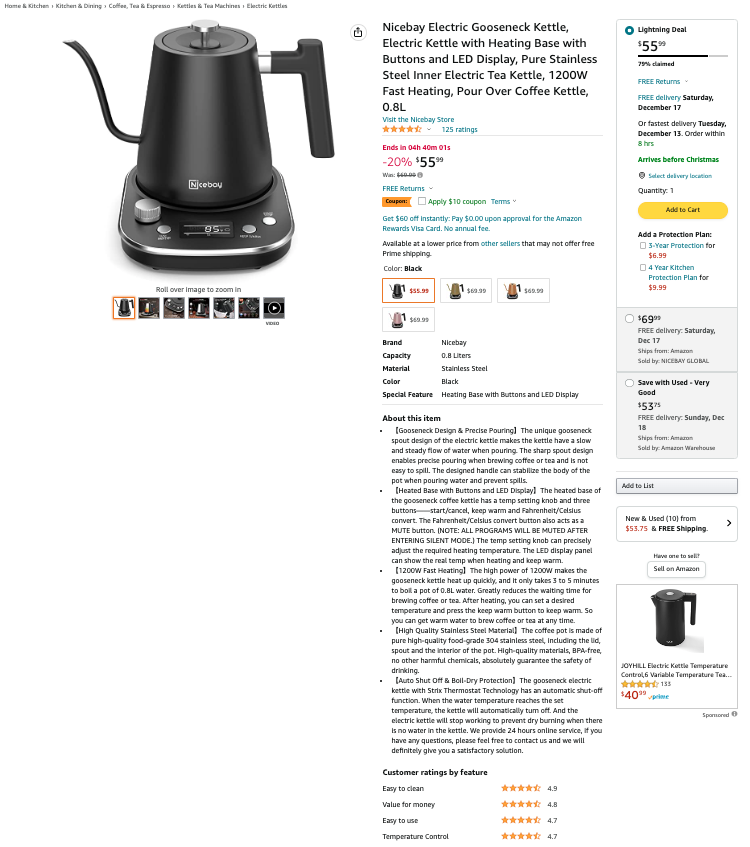 Home & Kitchen › Kitchen & Dining › Coffee, Tea & Espresso › Kettles & Tea Machines › Electric Kettles
Nicebay
85
Roll over image to zoom in
VIDEO
Nicebay Electric Gooseneck Kettle,
Electric Kettle with Heating Base with
Buttons and LED Display, Pure Stainless
Steel Inner Electric Tea Kettle, 1200W
Fast Heating, Pour Over Coffee Kettle,
0.8L
Visit the Nicebay Store
125 ratings
Ends in 04h 40m 01s
-20% $55 99
Was: $69.99
FREE Returns
Coupon: Apply $10 coupon Terms
Get $60 off instantly: Pay $0.00 upon approval for the Amazon
Rewards Visa Card. No annual fee.
Available at a lower price from other sellers that may not offer free
Prime shipping.
Color: Black
$55.99 $69.99 $69.99
$69.99
Brand Nicebay
Capacity 0.8 Liters
Material Stainless Steel
Color Black
Special Feature Heating Base with Buttons and LED Display
About this item
• 【Gooseneck Design & Precise Pouring】The unique gooseneck
spout design of the electric kettle makes the kettle have a slow
and steady flow of water when pouring. The sharp spout design
enables precise pouring when brewing coffee or tea and is not
easy to spill. The designed handle can stabilize the body of the
pot when pouring water and prevent spills.
• 【Heated Base with Buttons and LED Display】The heated base of
the gooseneck coffee kettle has a temp setting knob and three
buttons——start/cancel, keep warm and Fahrenheit/Celsius
convert. The Fahrenheit/Celsius convert button also acts as a
MUTE button. (NOTE: ALL PROGRAMS WILL BE MUTED AFTER
ENTERING SILENT MODE.) The temp setting knob can precisely
adjust the required heating temperature. The LED display panel
can show the real temp when heating and keep warm.
• 【1200W Fast Heating】The high power of 1200W makes the
gooseneck kettle heat up quickly, and it only takes 3 to 5 minutes
to boil a pot of 0.8L water. Greatly reduces the waiting time for
brewing coffee or tea. After heating, you can set a desired
temperature and press the keep warm button to keep warm. So
you can get warm water to brew coffee or tea at any time.
• 【High Quality Stainless Steel Material】The coffee pot is made of
pure high-quality food-grade 304 stainless steel, including the lid,
spout and the interior of the pot. High-quality materials, BPA-free,
no other harmful chemicals, absolutely guarantee the safety of
drinking.
• 【Auto Shut Off & Boil-Dry Protection】The gooseneck electric
kettle with Strix Thermostat Technology has an automatic shut-off
function. When the water temperature reaches the set
temperature, the kettle will automatically turn off. And the
electric kettle will stop working to prevent dry burning when there
is no water in the kettle. We provide 24 hours online service, if you
have any questions, please feel free to contact us and we will
definitely give you a satisfactory solution.
Customer ratings by feature
Easy to clean 4.9
Value for money 4.8
Easy to use 4.7
Temperature Control 4.7
Lightning Deal
$55 99
79% claimed
FREE Returns
FREE delivery Saturday,
December 17
Or fastest delivery Tuesday,
December 13. Order within
8 hrs
Arrives before Christmas
Select delivery location
Quantity: 1
Add to Cart
Add a Protection Plan:
3-Year Protection for
$6.99
4 Year Kitchen
Protection Plan for
$9.99
$69 99
FREE delivery: Saturday,
Dec 17
Ships from: Amazon
Sold by: NICEBAY GLOBAL
Save with Used - Very
Good
$53 75
FREE delivery: Sunday, Dec
18
Ships from: Amazon
Sold by: Amazon Warehouse
Add to List
New & Used (10) from
$53.75 & FREE Shipping.
Have one to sell?
Sell on Amazon
JOYHILL Electric Kettle Temperature
Control,6 Variable Temperature Tea...
133
$40 99 prime
Sponsored